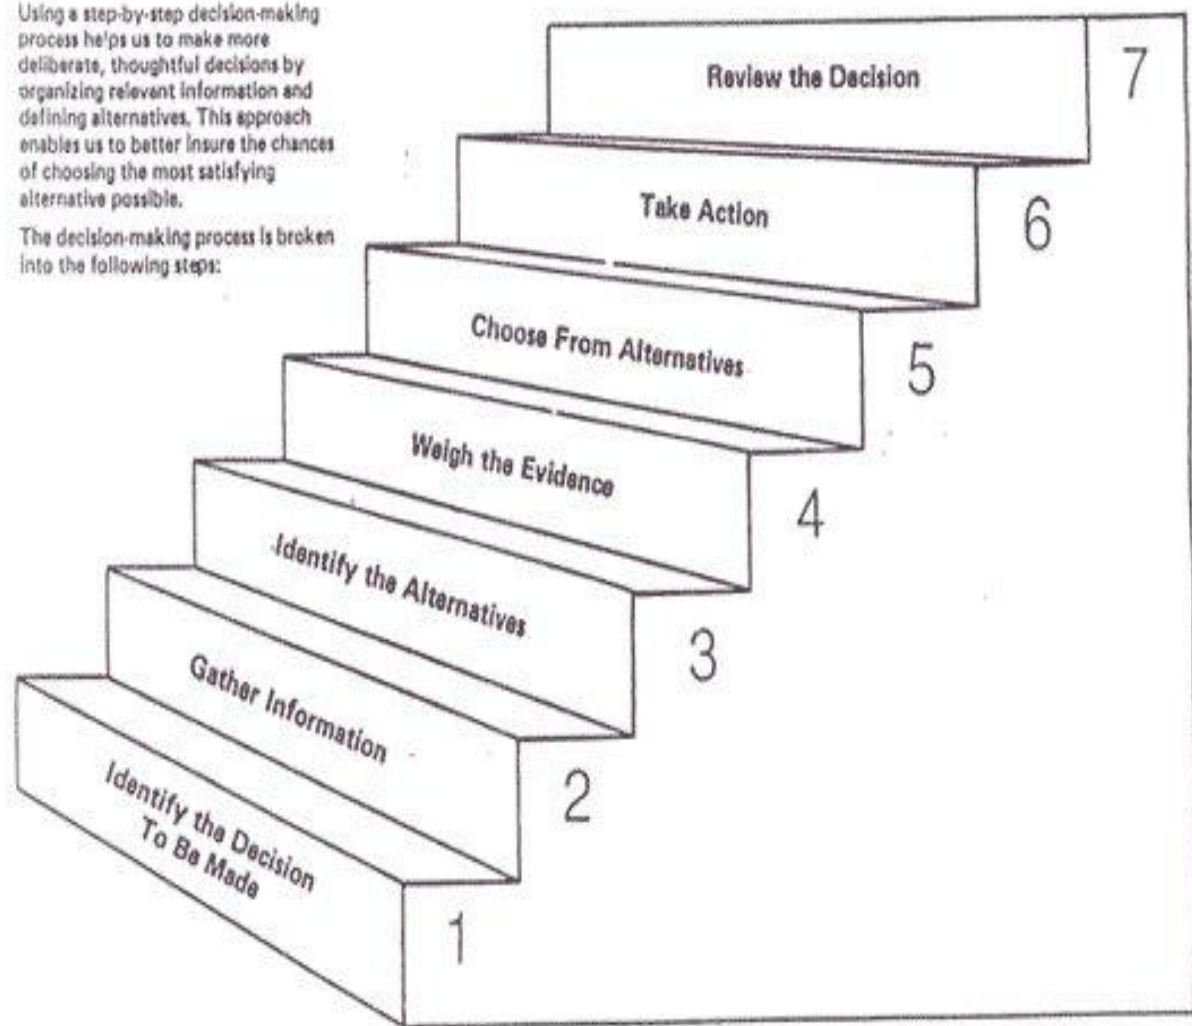 Using a step-by-step decision-making
process helps us to make more
deliberate, thoughtful decisions by
organizing relevant information and
defining alternatives. This approach
enables us to better insure the chances
of choosing the most satisfying
alternative possible.
The decision-making process is broken
into the following steps:
Review the Decision
7
Take Action
6
Choose From Alternatives
5
Weigh the Evidence
4
Identify the Alternatives
3
Gather Information
2
Identify the Decision
To Be Made
1